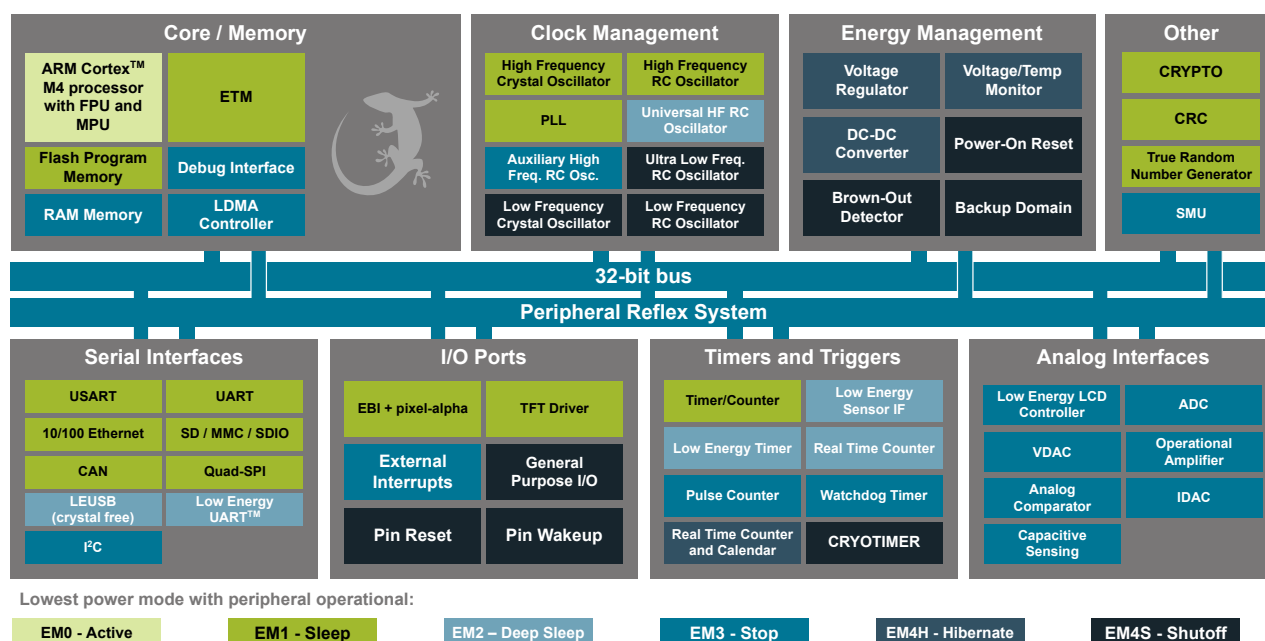 Core / Memory
ARM Cortex™
M4 processor
with FPU and
MPU
ETM
Flash Program
Memory
Debug Interface
RAM Memory
LDMA
Controller
Clock Management
High Frequency
Crystal Oscillator
High Frequency
RC Oscillator
PLL
Universal HF RC
Oscillator
Auxiliary High
Freq. RC Osc.
Ultra Low Freq.
RC Oscillator
Low Frequency
Crystal Oscillator
Low Frequency
RC Oscillator
Energy Management
Voltage
Regulator
Voltage/Temp
Monitor
DC-DC
Converter
Power-On Reset
Brown-Out
Detector
Backup Domain
Other
CRYPTO
CRC
True Random
Number Generator
SMU
32-bit bus
Peripheral Reflex System
Serial Interfaces
USART
UART
10/100 Ethernet
SD / MMC / SDIO
CAN
Quad-SPI
LEUSB
(crystal free)
Low Energy
UART™
I²C
I/O Ports
EBI + pixel-alpha
TFT Driver
External
Interrupts
General
Purpose I/O
Pin Reset
Pin Wakeup
Timers and Triggers
Timer/Counter
Low Energy
Sensor IF
Low Energy Timer
Real Time Counter
Pulse Counter
Watchdog Timer
Real Time Counter
and Calendar
CRYOTIMER
Analog Interfaces
Low Energy LCD
Controller
ADC
VDAC
Operational
Amplifier
Analog
Comparator
IDAC
Capacitive
Sensing
Lowest power mode with peripheral operational:
EM0 - Active
EM1 - Sleep
EM2 – Deep Sleep
EM3 - Stop
EM4H - Hibernate
EM4S - Shutoff